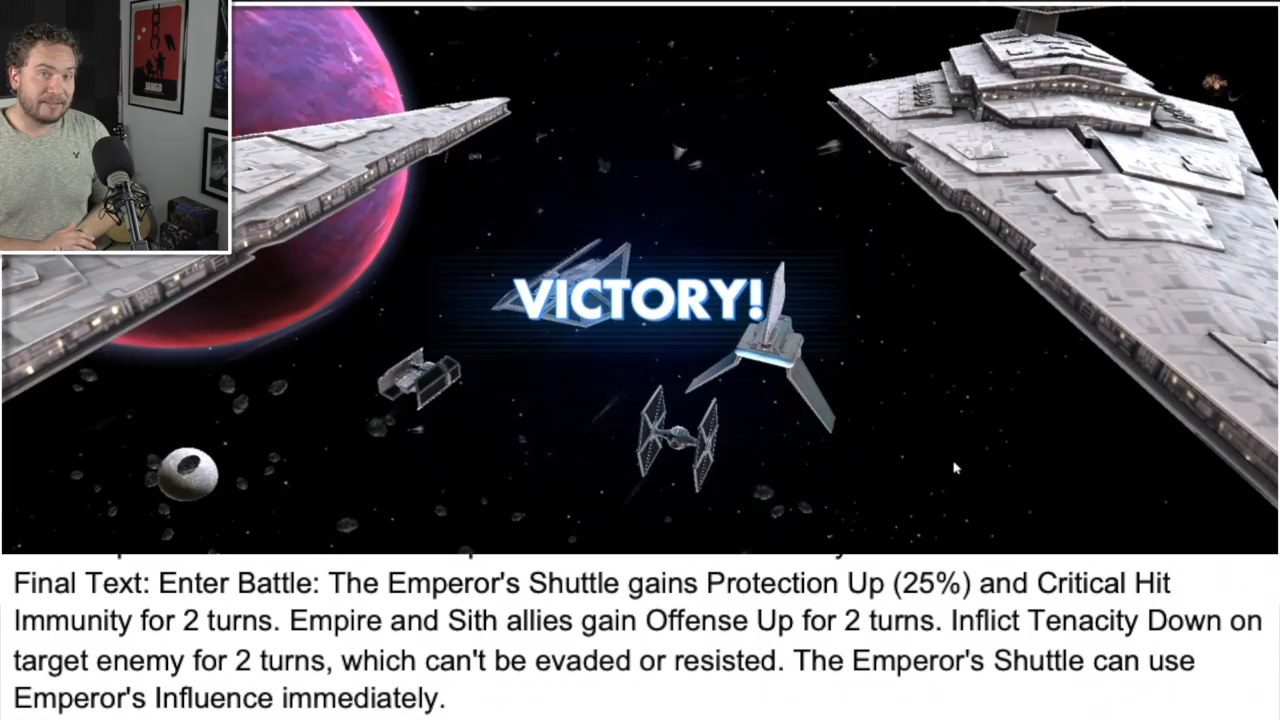 JANGO
VICTORY!
Final Text: Enter Battle: The Emperor's Shuttle gains Protection Up (25%) and Critical Hit
Immunity for 2 turns. Empire and Sith allies gain Offense Up for 2 turns. Inflict Tenacity Down on
target enemy for 2 turns, which can't be evaded or resisted. The Emperor's Shuttle can use
Emperor's Influence immediately.